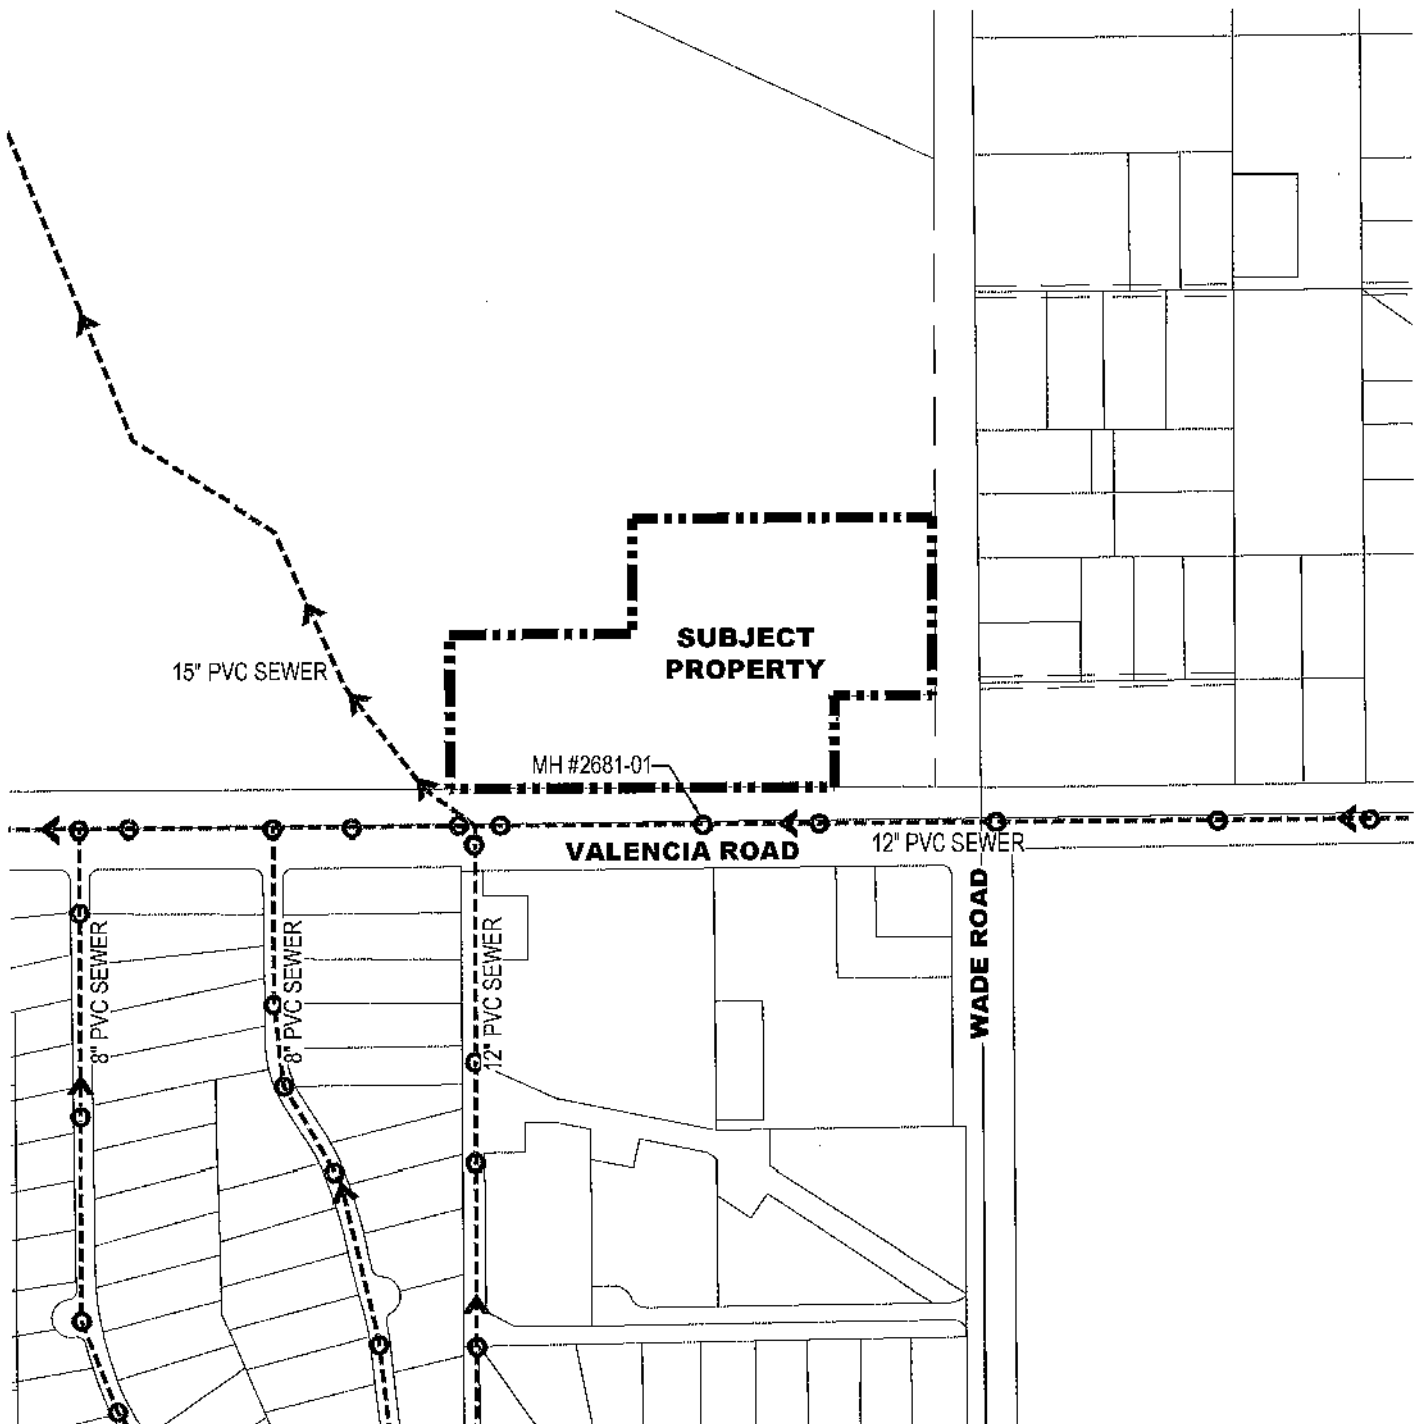 SUBJECT
PROPERTY
15" PVC SEWER
MH #2681-01
12" PVC SEWER
VALENCIA ROAD
WADE ROAD
8" PVC SEWER
8" PVC SEWER
12" PVC SEWER